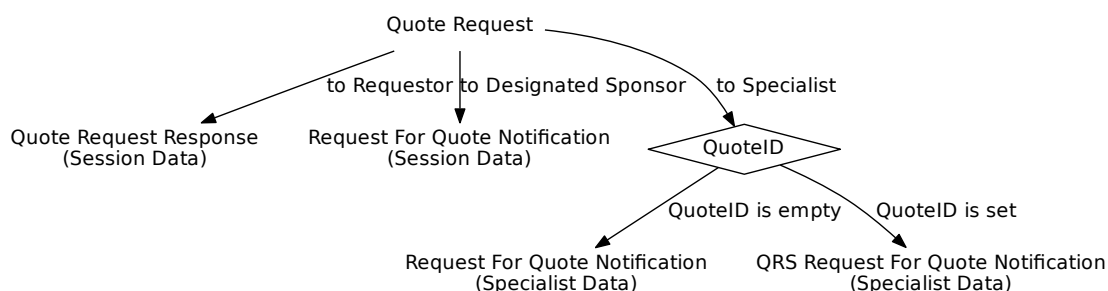 Quote Request
to Requestor
to Designated Sponsor
to Specialist
Quote Request Response
(Session Data)
Request For Quote Notification
(Session Data)
QuoteID
QuoteID is empty
QuoteID is set
Request For Quote Notification
(Specialist Data)
QRS Request For Quote Notification
(Specialist Data)